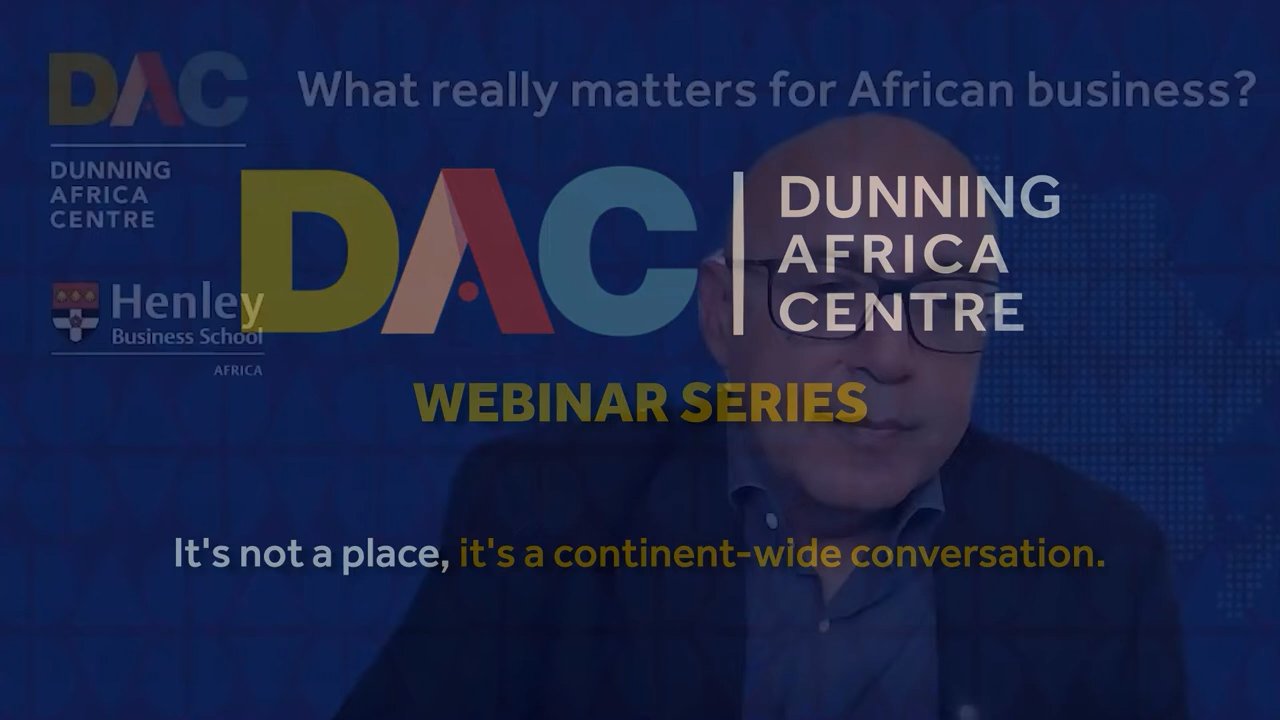 DAC
What really matters for African business?
DUNNING
AFRICA
CENTRE
Henley
Business School
AFRICA
DAC
DUNNING
AFRICA
CENTRE
WEBINAR SERIES
It's not a place, it's a continent-wide conversation.